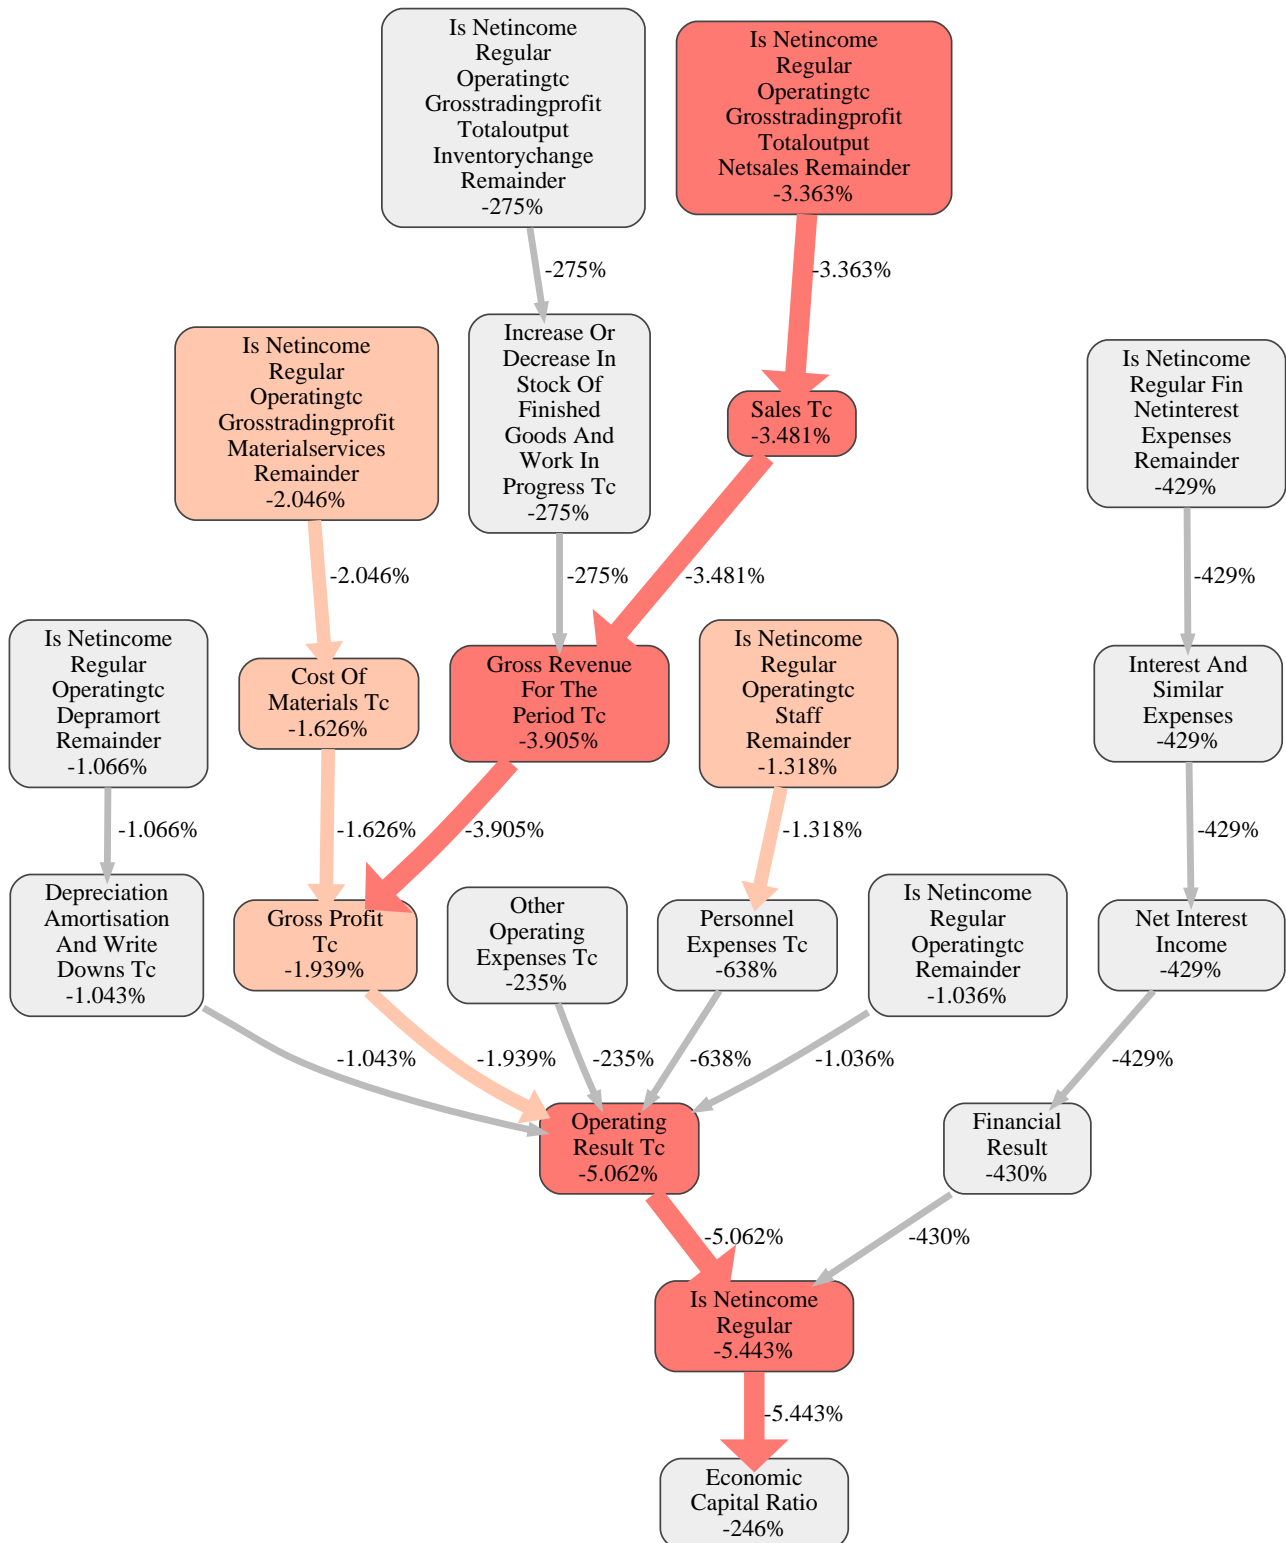 Is Netincome
Regular
Operatingtc
Grosstradingprofit
Totaloutput
Inventorychange
Remainder
-275%
Is Netincome
Regular
Operatingtc
Grosstradingprofit
Totaloutput
Netsales Remainder
-3.363%
-275%
-3.363%
Is Netincome
Regular
Operatingtc
Grosstradingprofit
Materialservices
Remainder
-2.046%
Increase Or
Decrease In
Stock Of
Finished
Goods And
Work In
Progress Tc
-275%
Sales Tc
-3.481%
Is Netincome
Regular Fin
Netinterest
Expenses
Remainder
-429%
-2.046%
-275%
-3.481%
-429%
Is Netincome
Regular
Operatingtc
Depramort
Remainder
-1.066%
Cost Of
Materials Tc
-1.626%
Gross Revenue
For The
Period Tc
-3.905%
Is Netincome
Regular
Operatingtc
Staff
Remainder
-1.318%
Interest And
Similar
Expenses
-429%
-1.066%
-1.626%
-3.905%
-1.318%
-429%
Depreciation
Amortisation
And Write
Downs Tc
-1.043%
Gross Profit
Tc
-1.939%
Other
Operating
Expenses Tc
-235%
Personnel
Expenses Tc
-638%
Is Netincome
Regular
Operatingtc
Remainder
-1.036%
Net Interest
Income
-429%
-1.043%
-1.939%
-235%
-638%
-1.036%
-429%
Operating
Result Tc
-5.062%
Financial
Result
-430%
-5.062%
-430%
Is Netincome
Regular
-5.443%
-5.443%
Economic
Capital Ratio
-246%